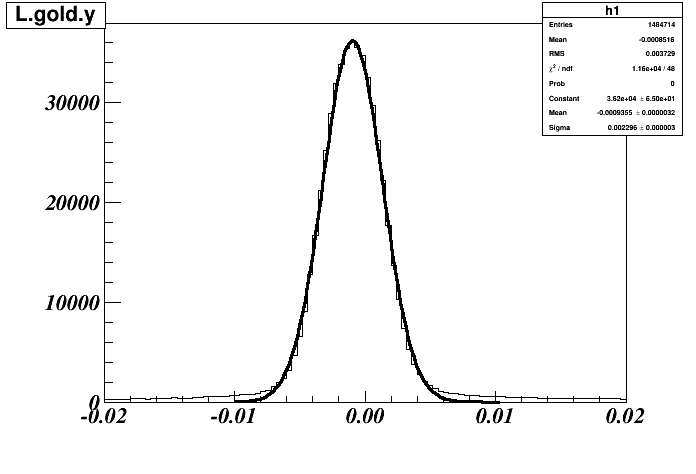 L.gold.y
h1
Entries 1484714
Mean -0.0008516
RMS 0.003729
χ² / ndf 1.16e+04 / 48
Prob 0
Constant 3.62e+04 ± 6.50e+01
Mean -0.0009355 ± 0.0000032
Sigma 0.002296 ± 0.000003
30000
20000
10000
0
-0.02 -0.01 0.00 0.01 0.02